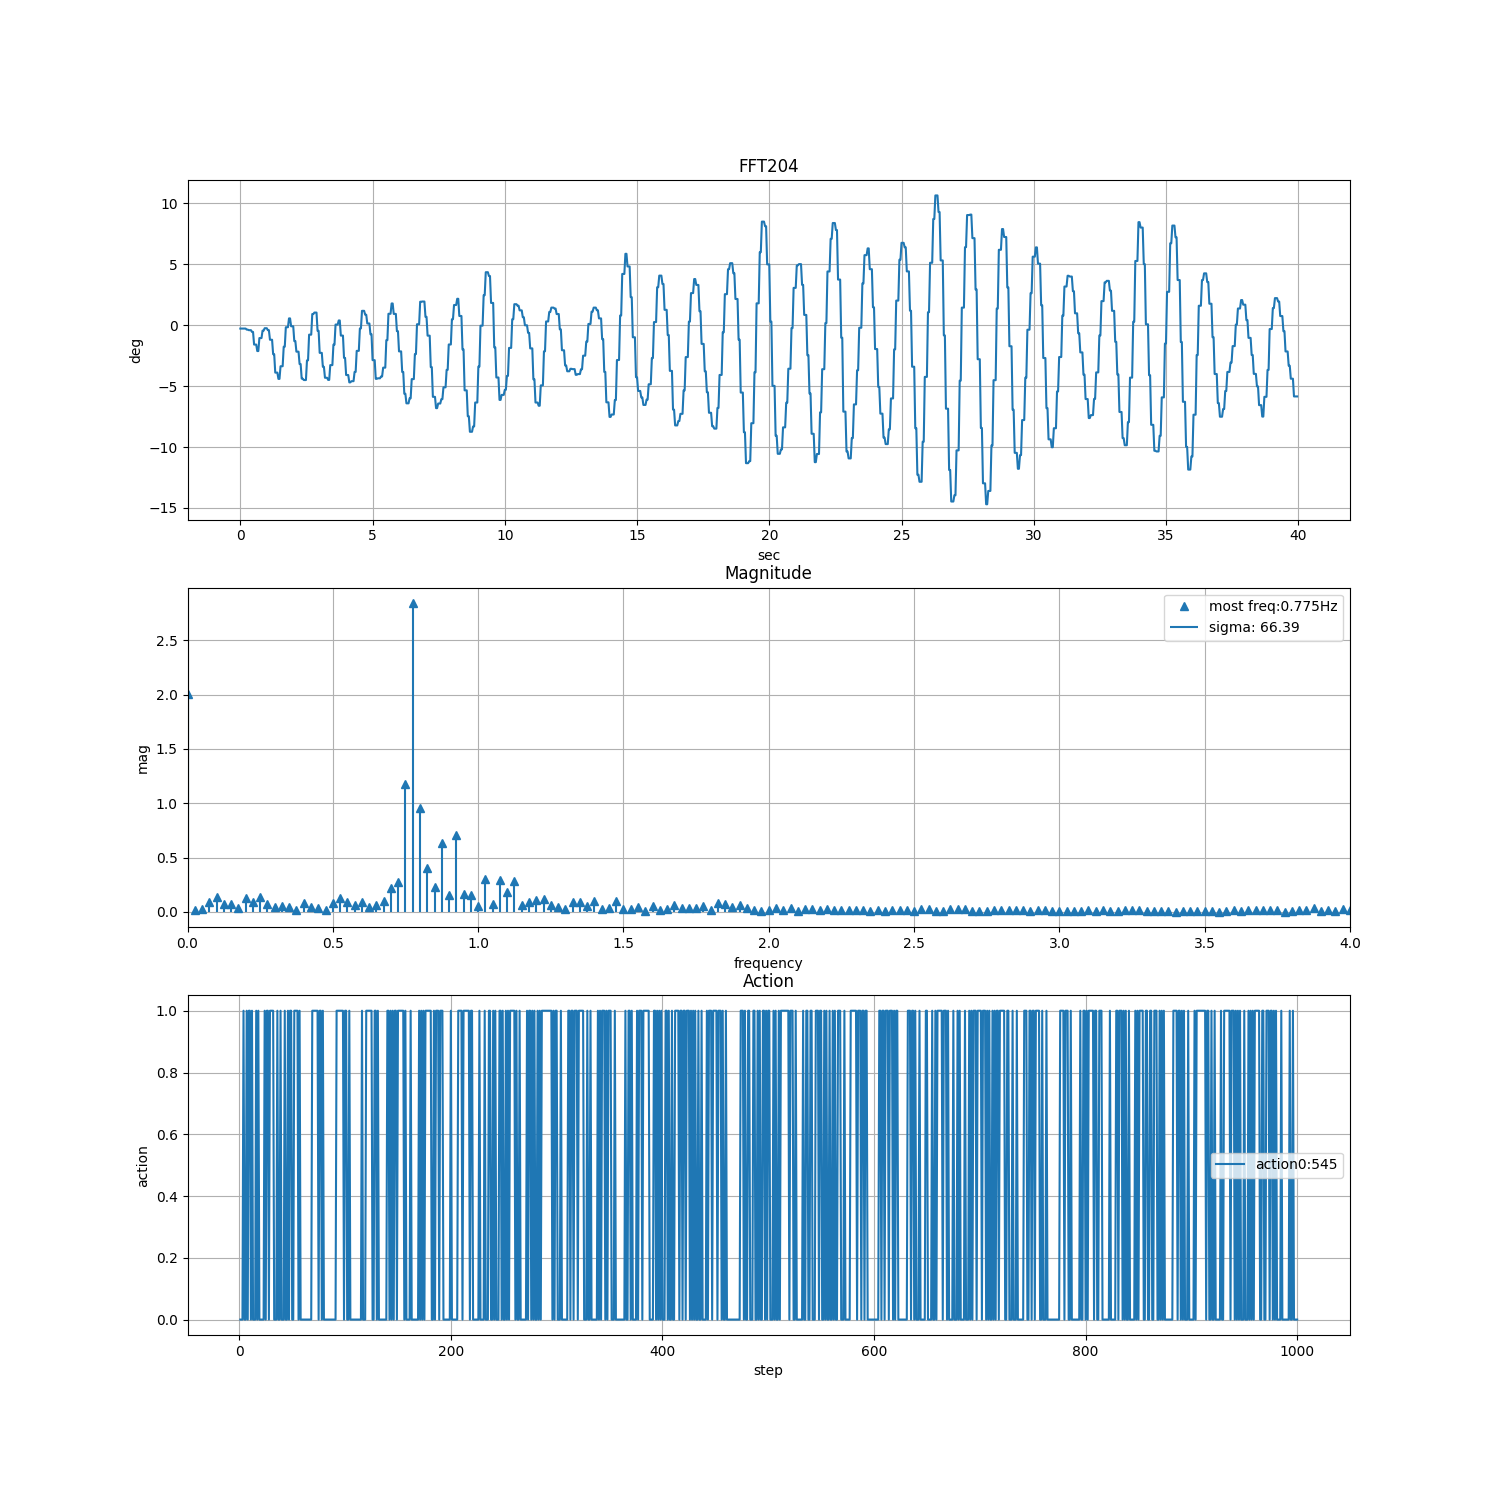 FFT204
10
5
0
−5
−10
−15
deg
0 5 10 15 20 25 30 35 40
sec
Magnitude
most freq:0.775Hz
sigma: 66.39
2.5
2.0
1.5
1.0
0.5
0.0
mag
0.0 0.5 1.0 1.5 2.0 2.5 3.0 3.5 4.0
frequency
Action
1.0
0.8
0.6
0.4
0.2
0.0
action
action0:545
0 200 400 600 800 1000
step